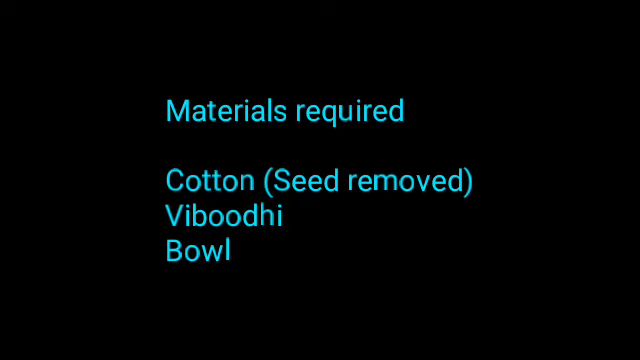 Materials required
Cotton (Seed removed)
Viboodhi
Bowl